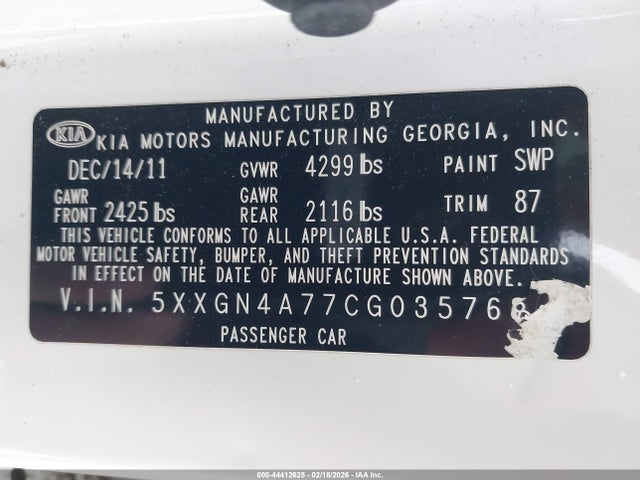 MANUFACTURED BY
KIA KIA MOTORS MANUFACTURING GEORGIA, INC.
DEC/14/11 GVWR 4299 lbs PAINT SWP
GAWR FRONT 2425 lbs GAWR REAR 2116 lbs TRIM 87
THIS VEHICLE CONFORMS TO ALL APPLICABLE U.S.A. FEDERAL
MOTOR VEHICLE SAFETY, BUMPER, AND THEFT PREVENTION STANDARDS
IN EFFECT ON THE DATE OF MANUFACTURE SHOWN ABOVE.
V.I.N. 5XXGN4A77CG035768
PASSENGER CAR
000-44412625 - 02/18/2026 - IAA Inc.